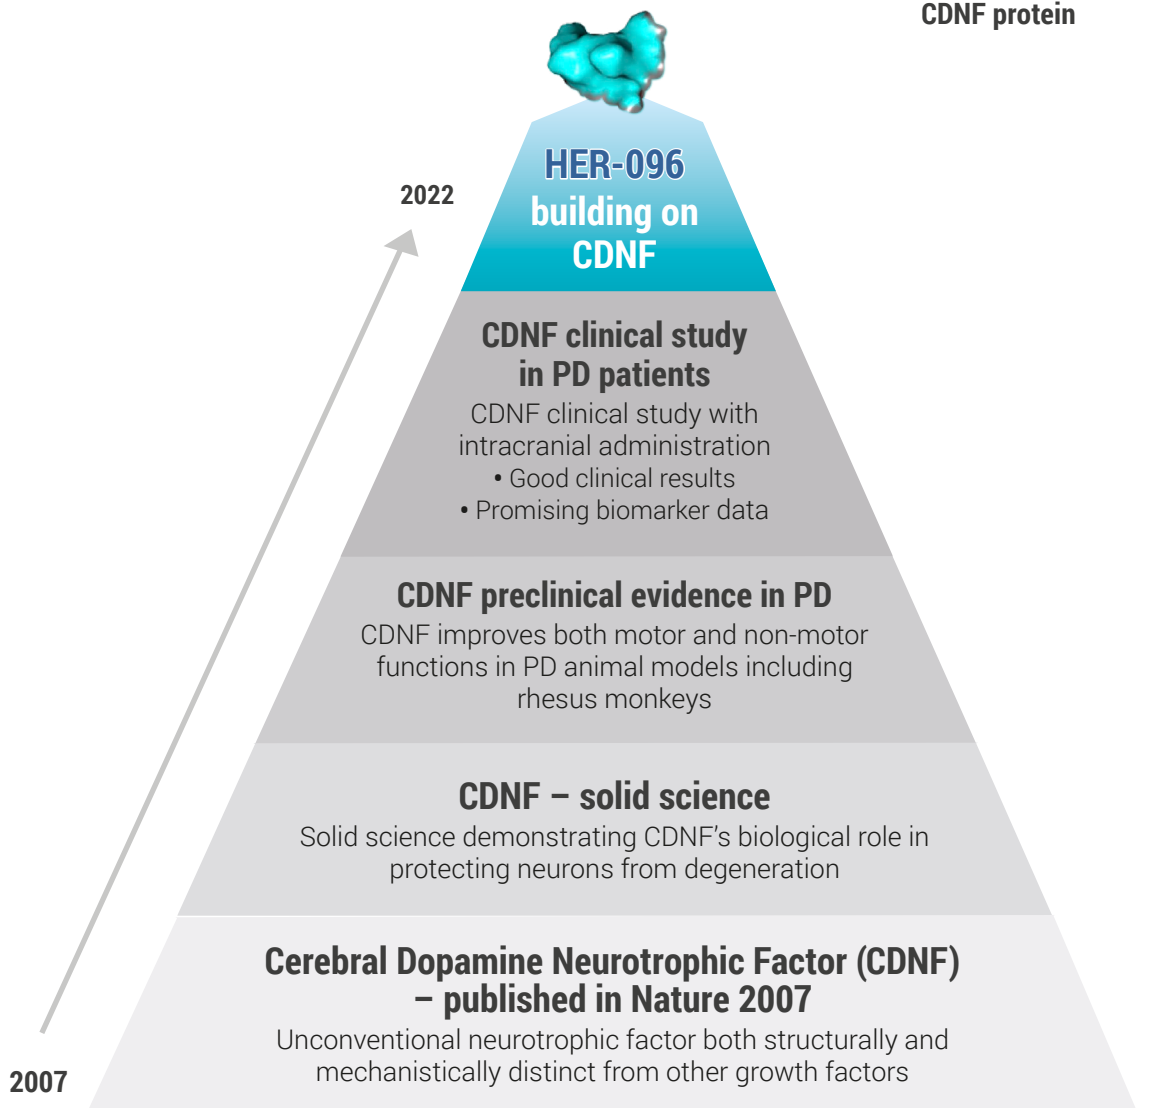 CDNF protein
HER-096
building on
CDNF
2022
CDNF clinical study
in PD patients
CDNF clinical study with
intracranial administration
• Good clinical results
• Promising biomarker data
CDNF preclinical evidence in PD
CDNF improves both motor and non-motor
functions in PD animal models including
rhesus monkeys
CDNF – solid science
Solid science demonstrating CDNF’s biological role in
protecting neurons from degeneration
Cerebral Dopamine Neurotrophic Factor (CDNF)
– published in Nature 2007
Unconventional neurotrophic factor both structurally and
mechanistically distinct from other growth factors
2007